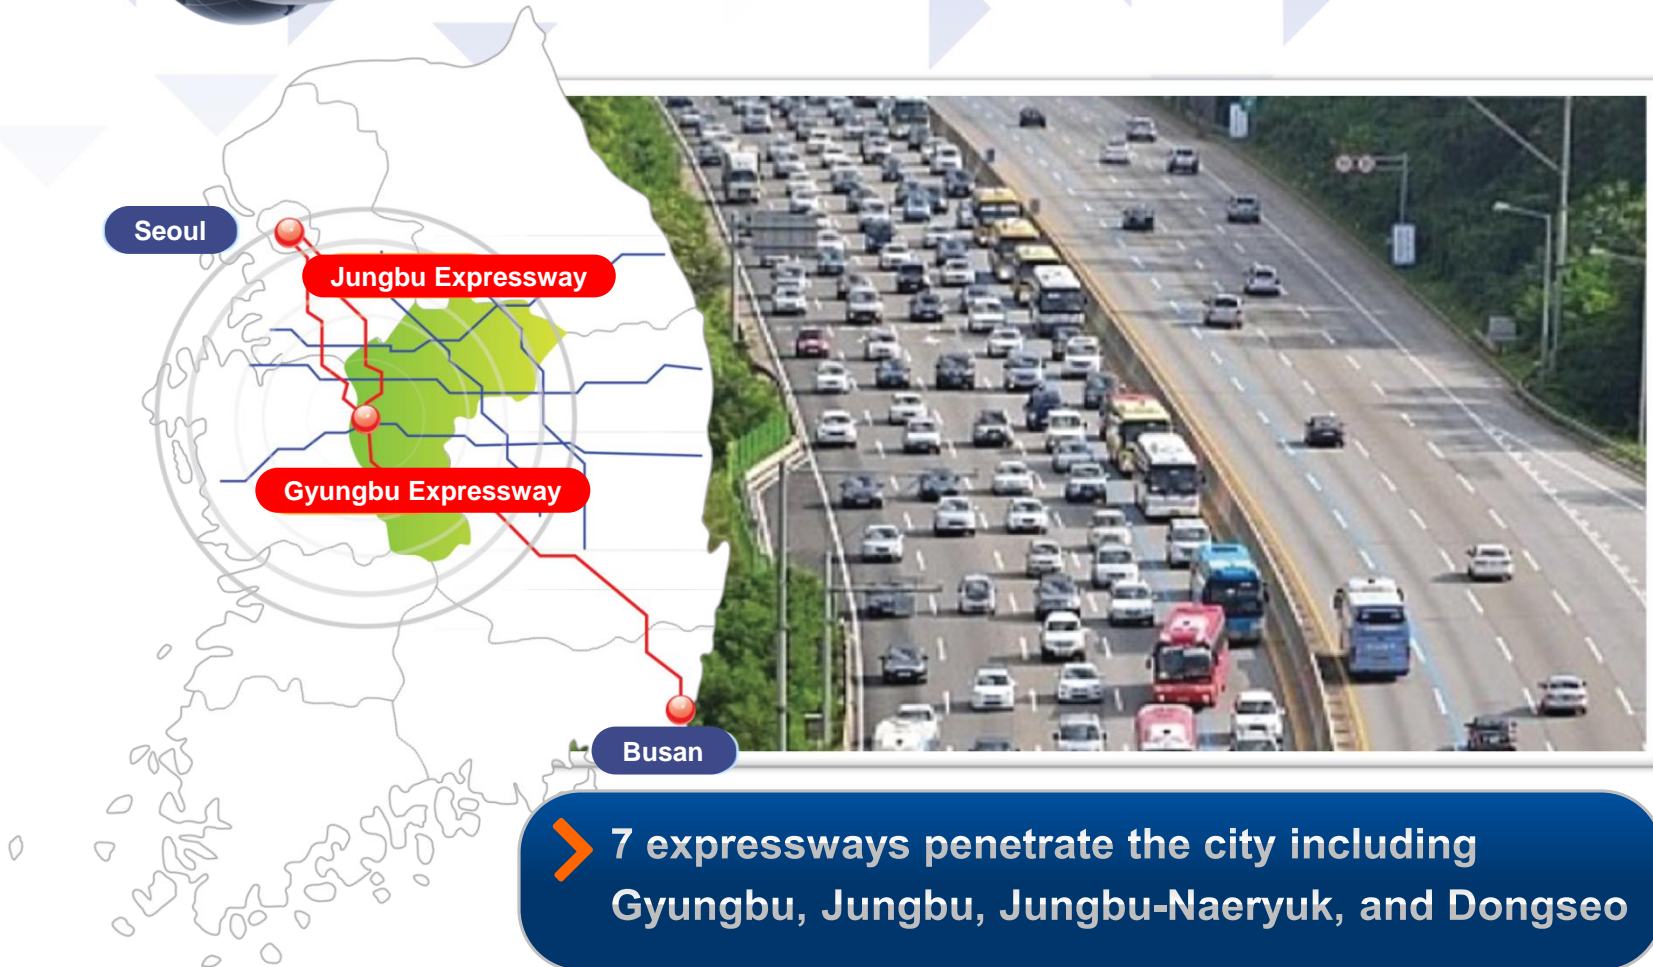 Seoul
Jungbu Expressway
Gyungbu Expressway
Busan
7 expressways penetrate the city including
Gyungbu, Jungbu, Jungbu-Naeryuk, and Dongseo